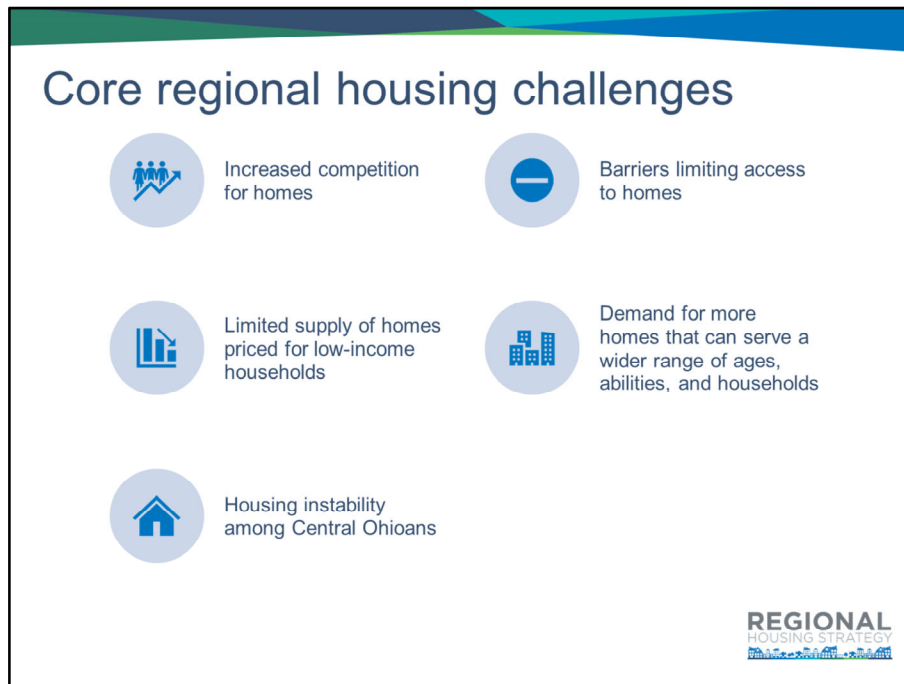 Core regional housing challenges
Increased competition
for homes
Barriers limiting access
to homes
Limited supply of homes
priced for low-income
households
Demand for more
homes that can serve a
wider range of ages,
abilities, and households
Housing instability
among Central Ohioans
REGIONAL
HOUSING STRATEGY